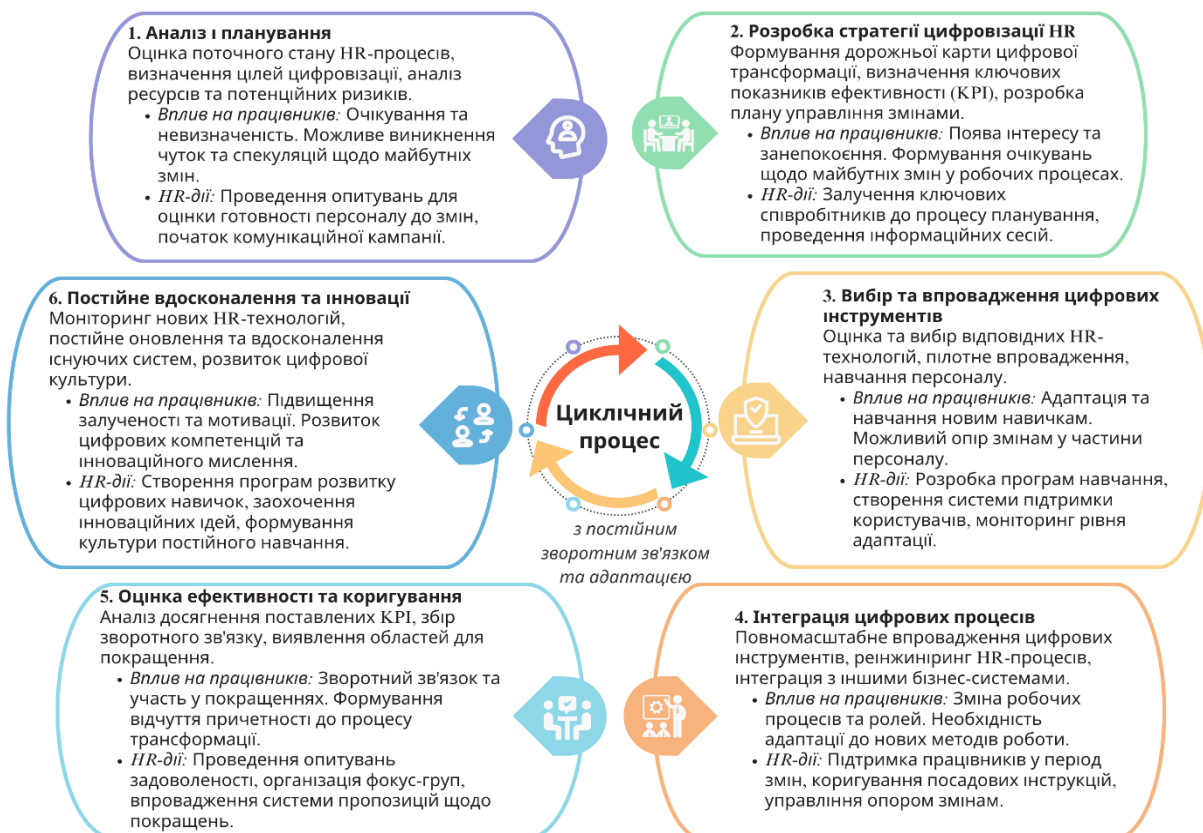 1. Аналіз і планування
Оцінка поточного стану HR-процесів,
визначення цілей цифровізації, аналіз
ресурсів та потенційних ризиків.
• Вплив на працівників: Очікування та
невизначеність. Можливе виникнення
чуток та спекуляцій щодо майбутніх
змін.
• HR-дії: Проведення опитувань для
оцінки готовності персоналу до змін,
початок комунікаційної кампанії.
2. Розробка стратегії цифровізації HR
Формування дорожньої карти цифрової
трансформації, визначення ключових
показників ефективності (KPI), розробка
плану управління змінами.
• Вплив на працівників: Поява інтересу та
занепокоєння. Формування очікувань
щодо майбутніх змін у робочих процесах.
• HR-дії: Залучення ключових
співробітників до процесу планування,
проведення інформаційних сесій.
3. Вибір та впровадження цифрових
інструментів
Оцінка та вибір відповідних HR-
технологій, пілотне впровадження,
навчання персоналу.
• Вплив на працівників: Адаптація та
навчання новим навичкам.
Можливий опір змінам у частини
персоналу.
• HR-дії: Розробка програм навчання,
створення системи підтримки
користувачів, моніторинг рівня
адаптації.
4. Інтеграція цифрових процесів
Повномасштабне впровадження цифрових
інструментів, реінжиніринг HR-процесів,
інтеграція з іншими бізнес-системами.
• Вплив на працівників: Зміна робочих
процесів та ролей. Необхідність
адаптації до нових методів роботи.
• HR-дії: Підтримка працівників у період
змін, коригування посадових інструкцій,
управління опором змінам.
5. Оцінка ефективності та коригування
Аналіз досягнення поставлених KPI, збір
зворотного зв'язку, виявлення областей для
покращення.
• Вплив на працівників: Зворотний зв'язок та
участь у покращеннях. Формування
відчуття причетності до процесу
трансформації.
• HR-дії: Проведення опитувань
задоволеності, організація фокус-груп,
впровадження системи пропозицій щодо
покращень.
6. Постійне вдосконалення та інновації
Моніторинг нових HR-технологій,
постійне оновлення та вдосконалення
існуючих систем, розвиток цифрової
культури.
• Вплив на працівників: Підвищення
залученості та мотивації. Розвиток
цифрових компетенцій та
інноваційного мислення.
• HR-дії: Створення програм розвитку
цифрових навичок, заохочення
інноваційних ідей, формування
культури постійного навчання.
Циклічний
процес
з постійним
зворотним зв'язком
та адаптацією